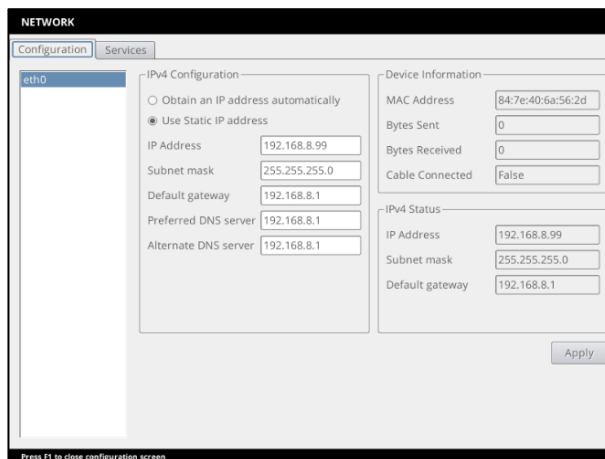 NETWORK
Configuration
Services
eth0
IPv4 Configuration
Obtain an IP address automatically
Use Static IP address
IP Address 192.168.8.99
Subnet mask 255.255.255.0
Default gateway 192.168.8.1
Preferred DNS server 192.168.8.1
Alternate DNS server 192.168.8.1
Device Information
MAC Address 84:7e:40:6a:56:2d
Bytes Sent 0
Bytes Received 0
Cable Connected False
IPv4 Status
IP Address 192.168.8.99
Subnet mask 255.255.255.0
Default gateway 192.168.8.1
Apply
Press F1 to close configuration screen